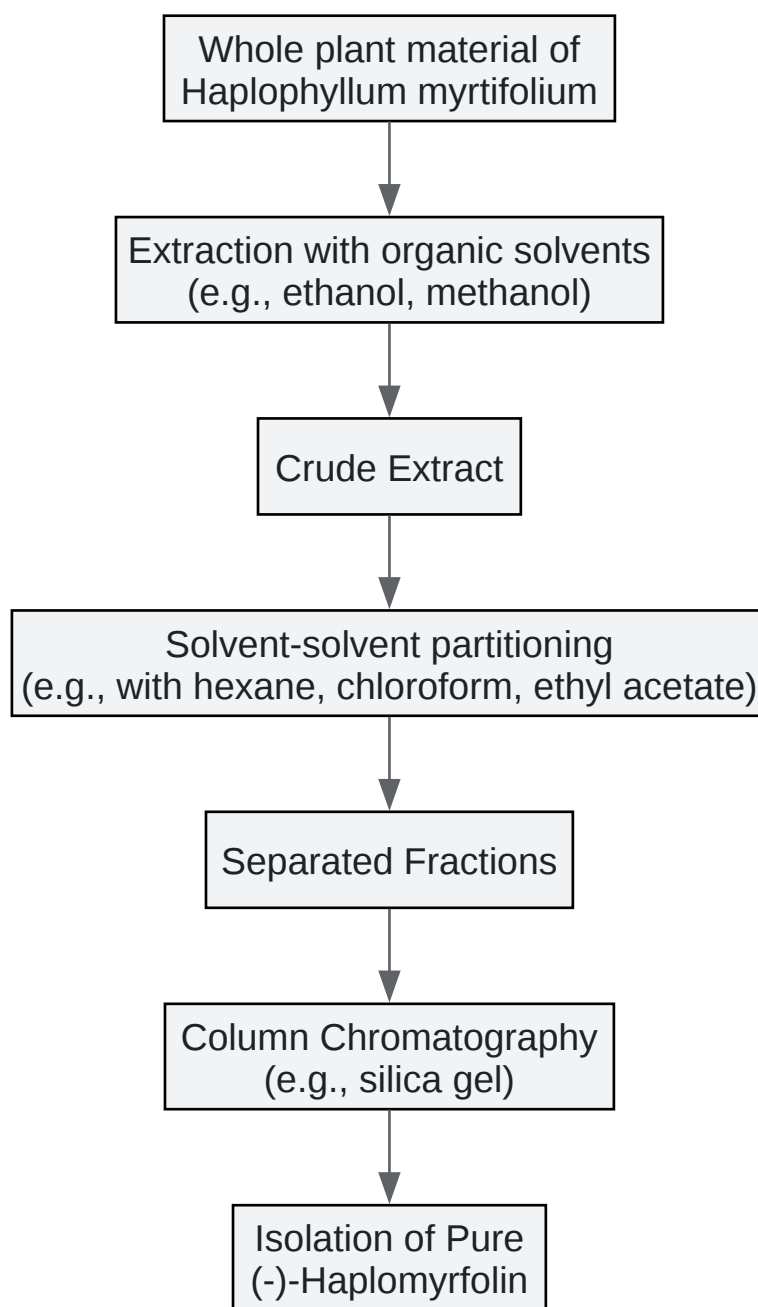 Whole plant material of
Haplophyllum myrtifolium
Extraction with organic solvents
(e.g., ethanol, methanol)
Crude Extract
Solvent-solvent partitioning
(e.g., with hexane, chloroform, ethyl acetate)
Separated Fractions
Column Chromatography
(e.g., silica gel)
Isolation of Pure
(-)-Haplomyrfolin